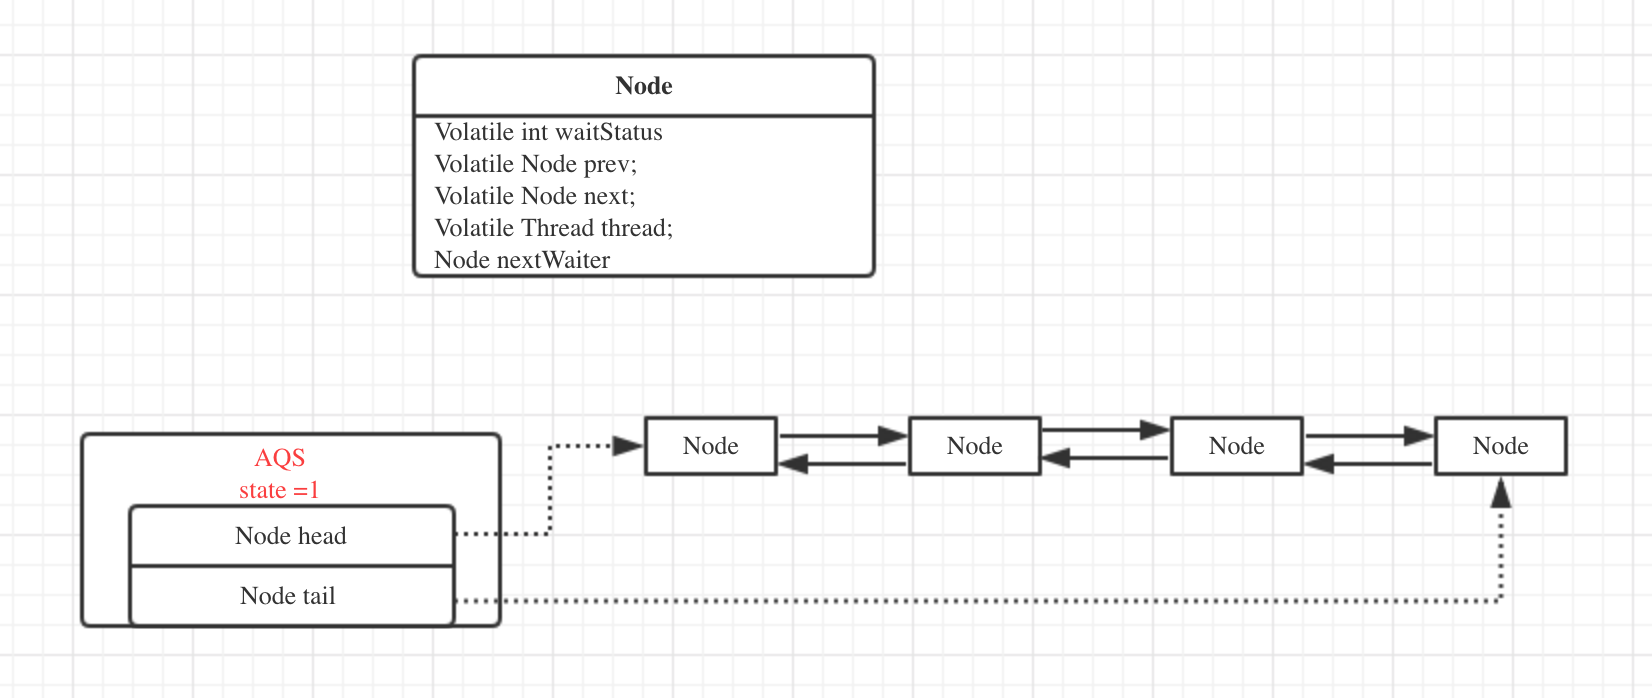 Node
Volatile int waitStatus
Volatile Node prev;
Volatile Node next;
Volatile Thread thread;
Node nextWaiter
AQS
state =1
Node head
Node tail
Node
Node
Node
Node